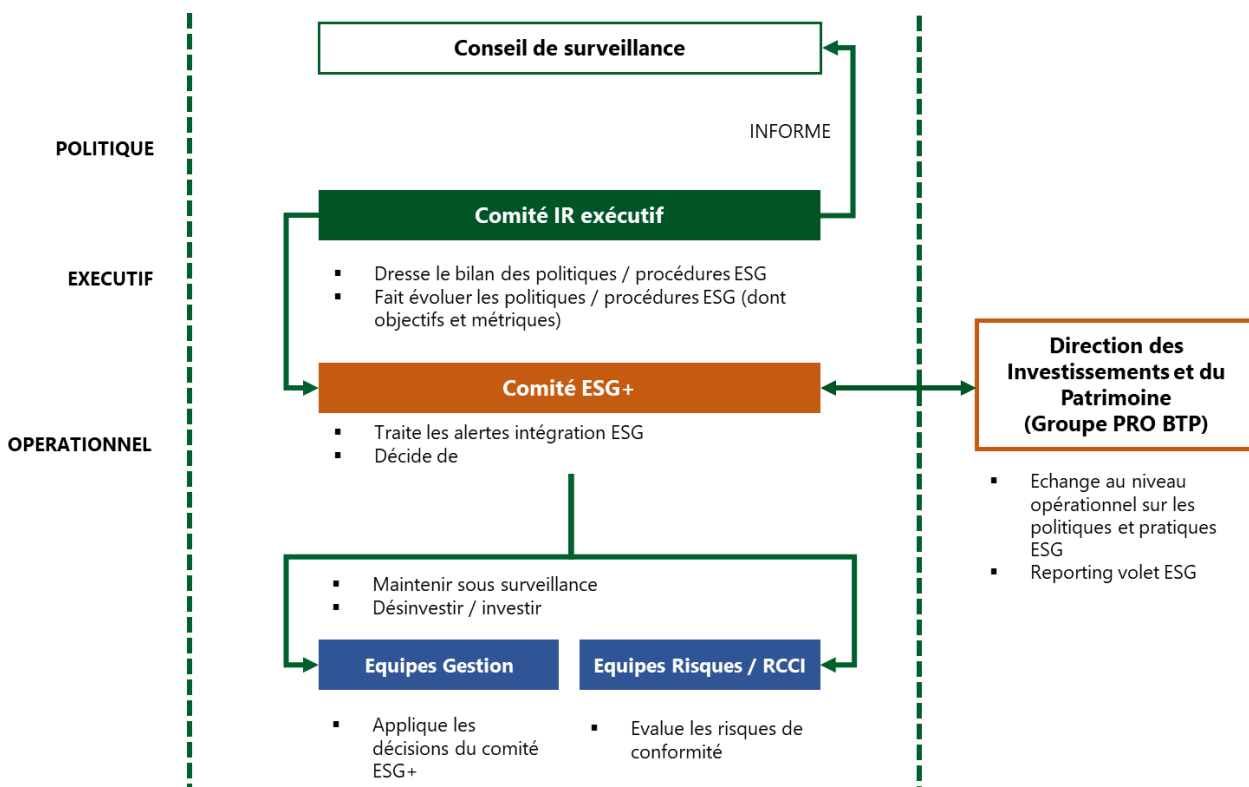 Conseil de surveillance
INFORME
POLITIQUE
Comité IR exécutif
EXECUTIF
▪ Dresse le bilan des politiques / procédures ESG
▪ Fait évoluer les politiques / procédures ESG (dont
objectifs et métriques)
Direction des
Investissements et du
Patrimoine
(Groupe PRO BTP)
Comité ESG+
OPERATIONNEL
▪ Traite les alertes intégration ESG
▪ Décide de
▪ Echange au niveau
opérationnel sur les
politiques et pratiques
ESG
▪ Reporting volet ESG
▪ Maintenir sous surveillance
▪ Désinvestir / investir
Equipes Gestion
Equipes Risques / RCCI
▪ Applique les
décisions du comité
ESG+
▪ Evalue les risques de
conformité